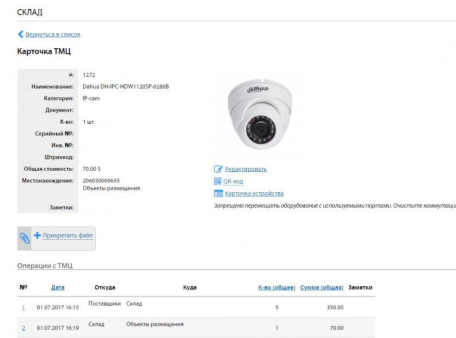 СКЛАД
Вернуться в список
Карточка ТМЦ
#: 1272
Наименование: Dahua DH-IPC-HDW1120SP-0280B
Категория: IP-cam
Документ:
К-во: 1 шт.
Серийный №:
Инв. №:
Штрихкод:
Общая стоимость: 70.00 $
Местонахождение: 206030000655
Объекты размещения
Заметки:
alhua
Редактировать
QR-код
Карточка устройства
Запрещено перемещать оборудование с используемыми портами. Очистите коммутаци
Прикрепить файл
Операции с ТМЦ
№ Дата Откуда Куда К-во (общее) Сумма (общая) Заметки
1 01.07.2017 16:15 Поставщики Склад 5 350.00
2 01.07.2017 16:19 Склад Объекты размещения 1 70.00